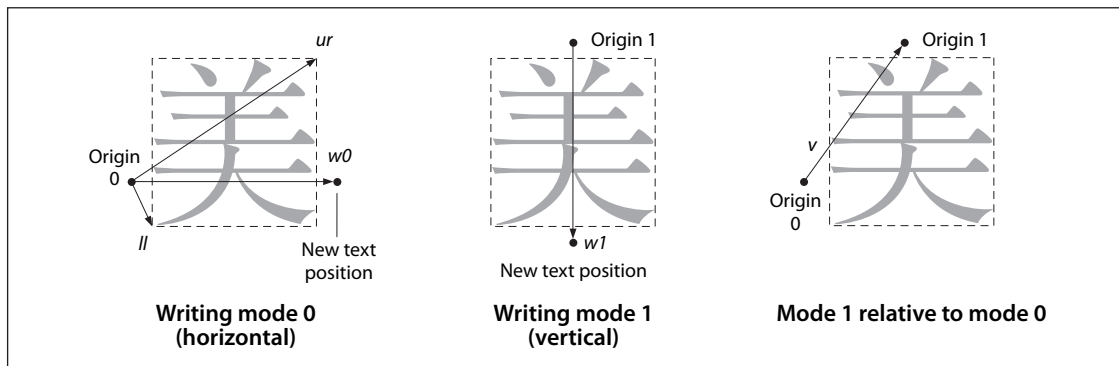 ur
美
Origin
0
w0
ll
New text
position
Writing mode 0
(horizontal)
Origin 1
美
w1
New text position
Writing mode 1
(vertical)
Origin 1
美
v
Origin
0
Mode 1 relative to mode 0